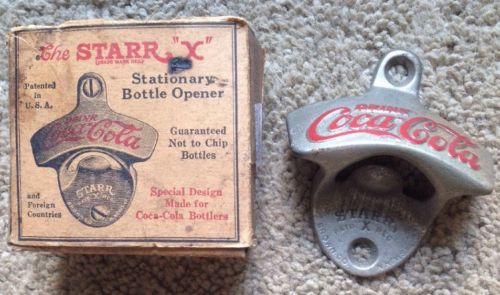 The STARR "X"
TRADE MARK REG.
Stationary
Bottle Opener
Patented
in
U.S.A.
DRINK
Coca-Cola
STARR
X
Guaranteed
Not to Chip
Bottles
and
Foreign
Countries
Special Design
Made for
Coca-Cola Bottlers
DRINK
Coca-Cola
STARR
X